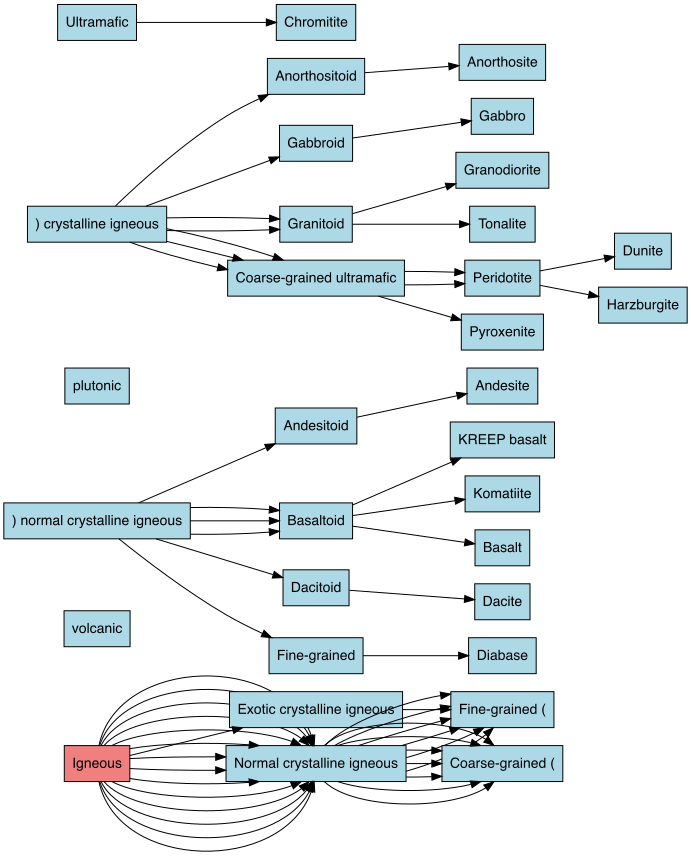 Ultramafic
Chromitite
Anorthositoid
Anorthosite
Gabbroid
Gabbro
Granodiorite
) crystalline igneous
Granitoid
Tonalite
Dunite
Coarse-grained ultramafic
Peridotite
Harzburgite
Pyroxenite
plutonic
Andesite
Andesitoid
KREEP basalt
Komatiite
) normal crystalline igneous
Basaltoid
Basalt
Dacitoid
Dacite
volcanic
Fine-grained
Diabase
Exotic crystalline igneous
Fine-grained (
Igneous
Normal crystalline igneous
Coarse-grained (